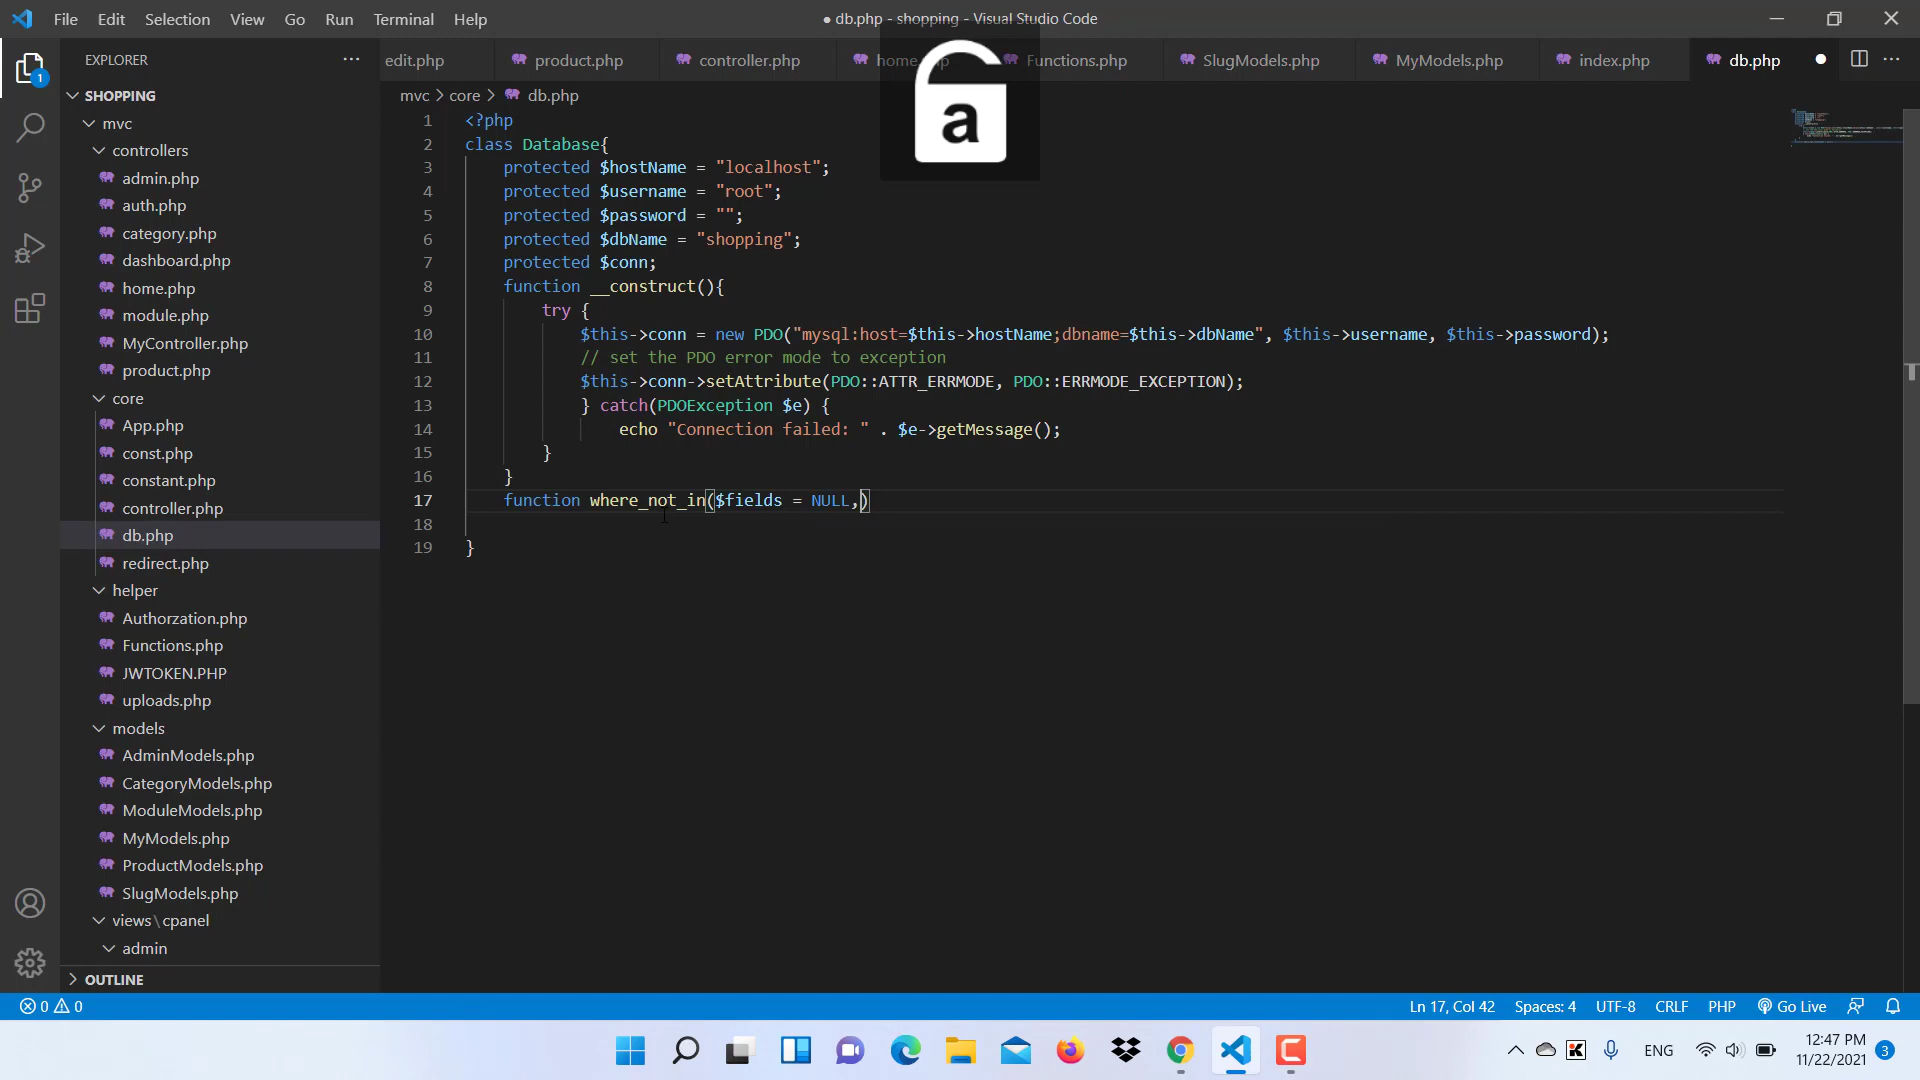 File Edit Selection View Go Run Terminal Help
● db.php - shopping - Visual Studio Code
EXPLORER
edit.php product.php controller.php home.php Functions.php SlugModels.php MyModels.php index.php db.php
a
mvc > core > db.php
SHOPPING
mvc
controllers
admin.php
auth.php
category.php
dashboard.php
home.php
module.php
MyController.php
product.php
core
App.php
const.php
constant.php
controller.php
db.php
redirect.php
helper
Authorzation.php
Functions.php
JWTOKEN.PHP
uploads.php
models
AdminModels.php
CategoryModels.php
ModuleModels.php
MyModels.php
ProductModels.php
SlugModels.php
views\cpanel
admin
OUTLINE
1 <?php
2 class Database{
3 protected $hostName = "localhost";
4 protected $username = "root";
5 protected $password = "";
6 protected $dbName = "shopping";
7 protected $conn;
8 function __construct(){
9 try {
10 $this->conn = new PDO("mysql:host=$this->hostName;dbname=$this->dbName", $this->username, $this->password);
11 // set the PDO error mode to exception
12 $this->conn->setAttribute(PDO::ATTR_ERRMODE, PDO::ERRMODE_EXCEPTION);
13 } catch(PDOException $e) {
14 echo "Connection failed: " . $e->getMessage();
15 }
16 }
17 function where_not_in($fields = NULL,)
18
19 }
1
0 0
Ln 17, Col 42 Spaces: 4 UTF-8 CRLF PHP Go Live
K ENG 12:47 PM
11/22/2021 3